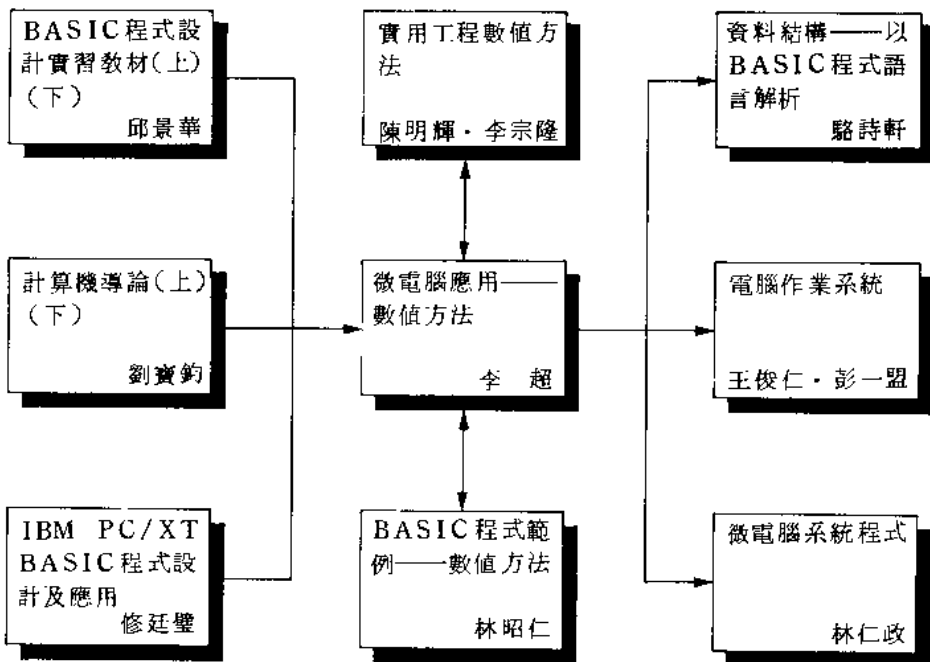 BASIC程式設
計實習教材(上)
(下)
邱景華
實用工程數值方
法
陳明輝·李宗隆
資料結構——以
BASIC程式語
言解析
駱詩軒
計算機導論(上)
(下)
劉寶鈞
微電腦應用——
數值方法
李 超
電腦作業系統
王俊仁·彭一盟
IBM PC/XT
BASIC程式設
計及應用
修廷璧
BASIC程式範
例——數值方法
林昭仁
微電腦系統程式
林仁政